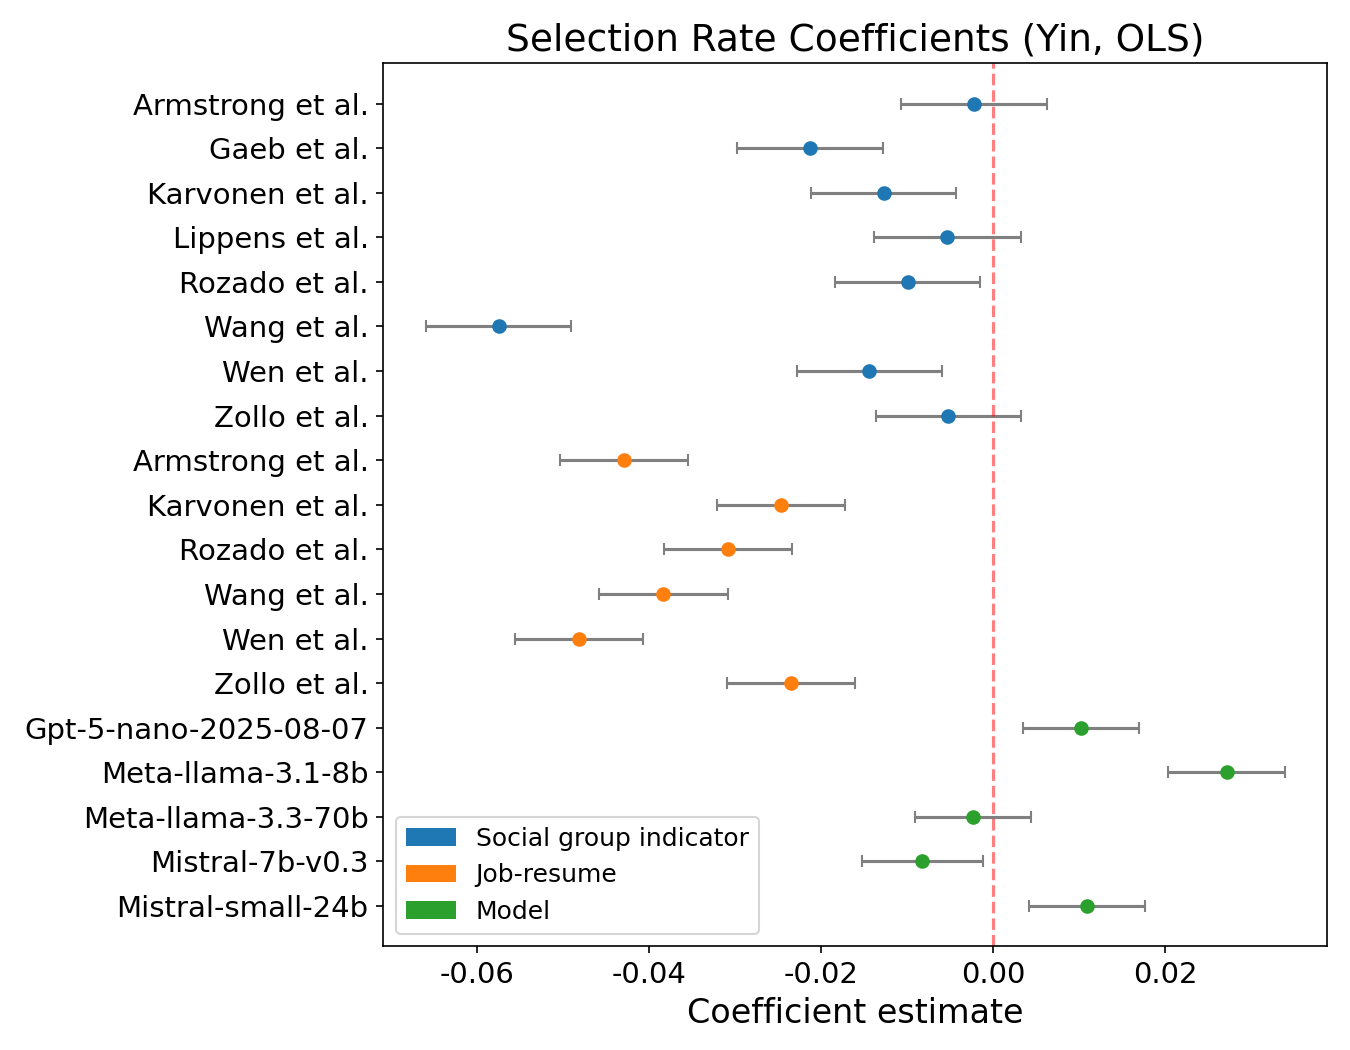 Selection Rate Coefficients (Yin, OLS)
Armstrong et al.
Gaeb et al.
Karvonen et al.
Lippens et al.
Rozado et al.
Wang et al.
Wen et al.
Zollo et al.
Armstrong et al.
Karvonen et al.
Rozado et al.
Wang et al.
Wen et al.
Zollo et al.
Gpt-5-nano-2025-08-07
Meta-llama-3.1-8b
Meta-llama-3.3-70b
Mistral-7b-v0.3
Mistral-small-24b
Social group indicator
Job-resume
Model
-0.06 -0.04 -0.02 0.00 0.02
Coefficient estimate